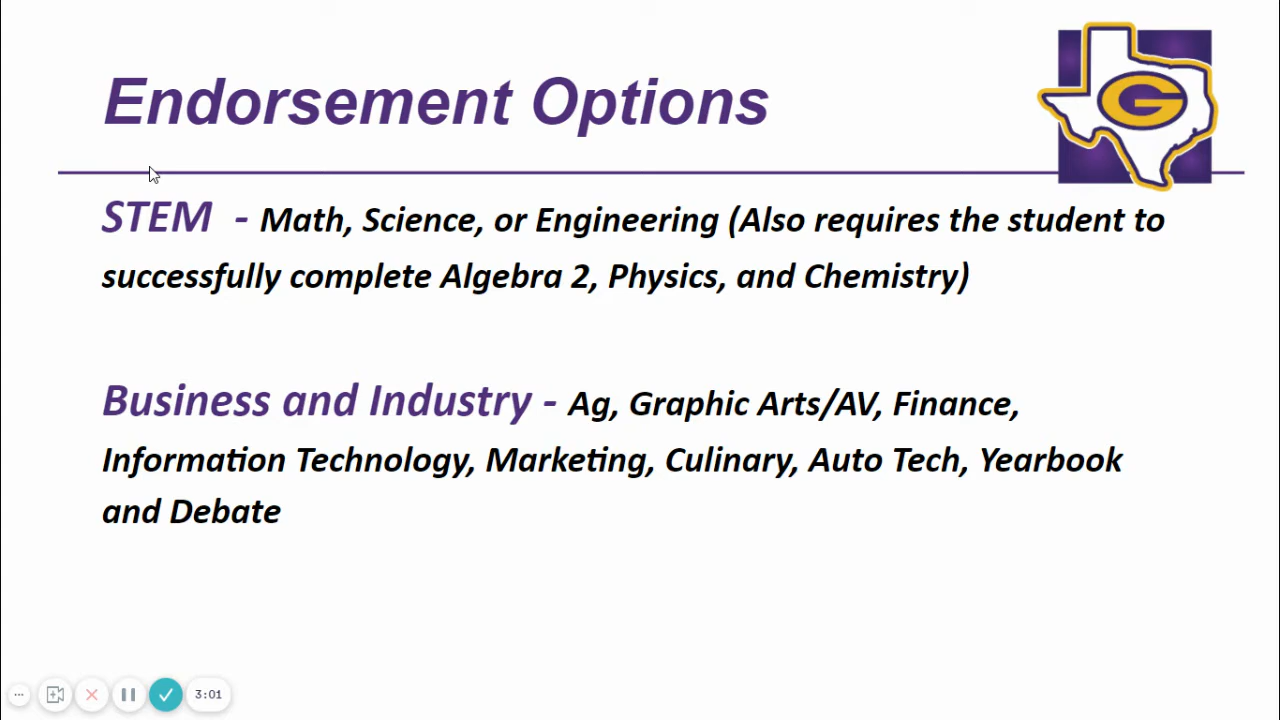 Endorsement Options
G
STEM  - Math, Science, or Engineering (Also requires the student to
successfully complete Algebra 2, Physics, and Chemistry)
Business and Industry - Ag, Graphic Arts/AV, Finance,
Information Technology, Marketing, Culinary, Auto Tech, Yearbook
and Debate
3:01